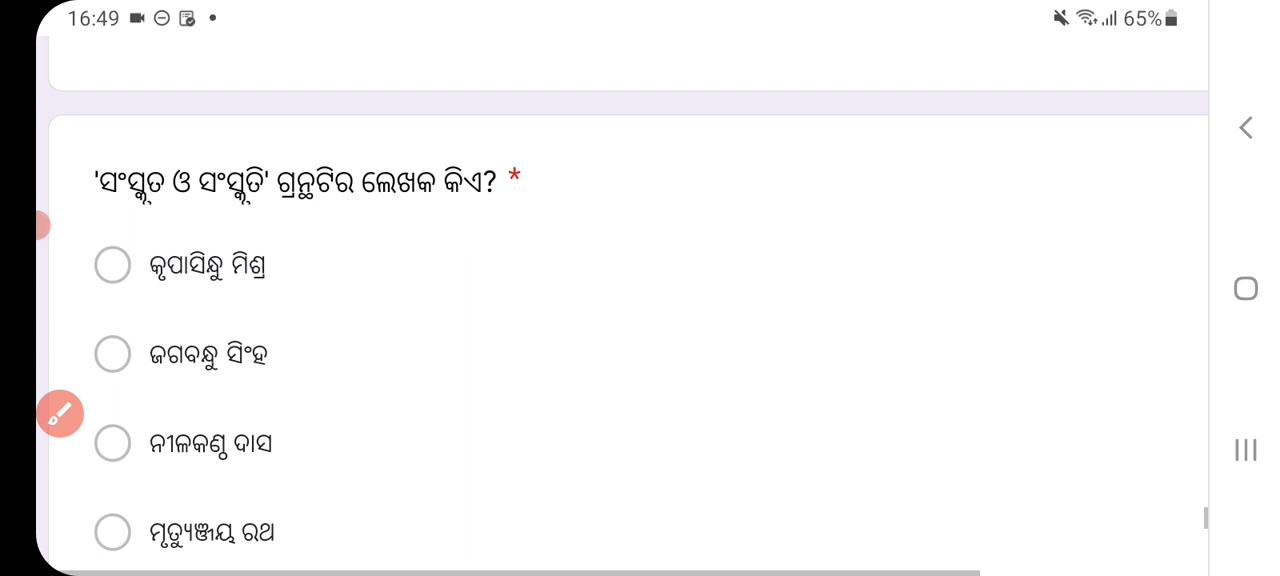 16:49
65%
'ସଂସ୍କୃତ ଓ ସଂସ୍କୃତି' ଗ୍ରନ୍ଥଟିର ଲେଖକ କିଏ? *
କୃପାସିନ୍ଧୁ ମିଶ୍ର
ଜଗବନ୍ଧୁ ସିଂହ
ନୀଳକଣ୍ଠ ଦାସ
ମୃତ୍ୟୁଞ୍ଜୟ ରଥ